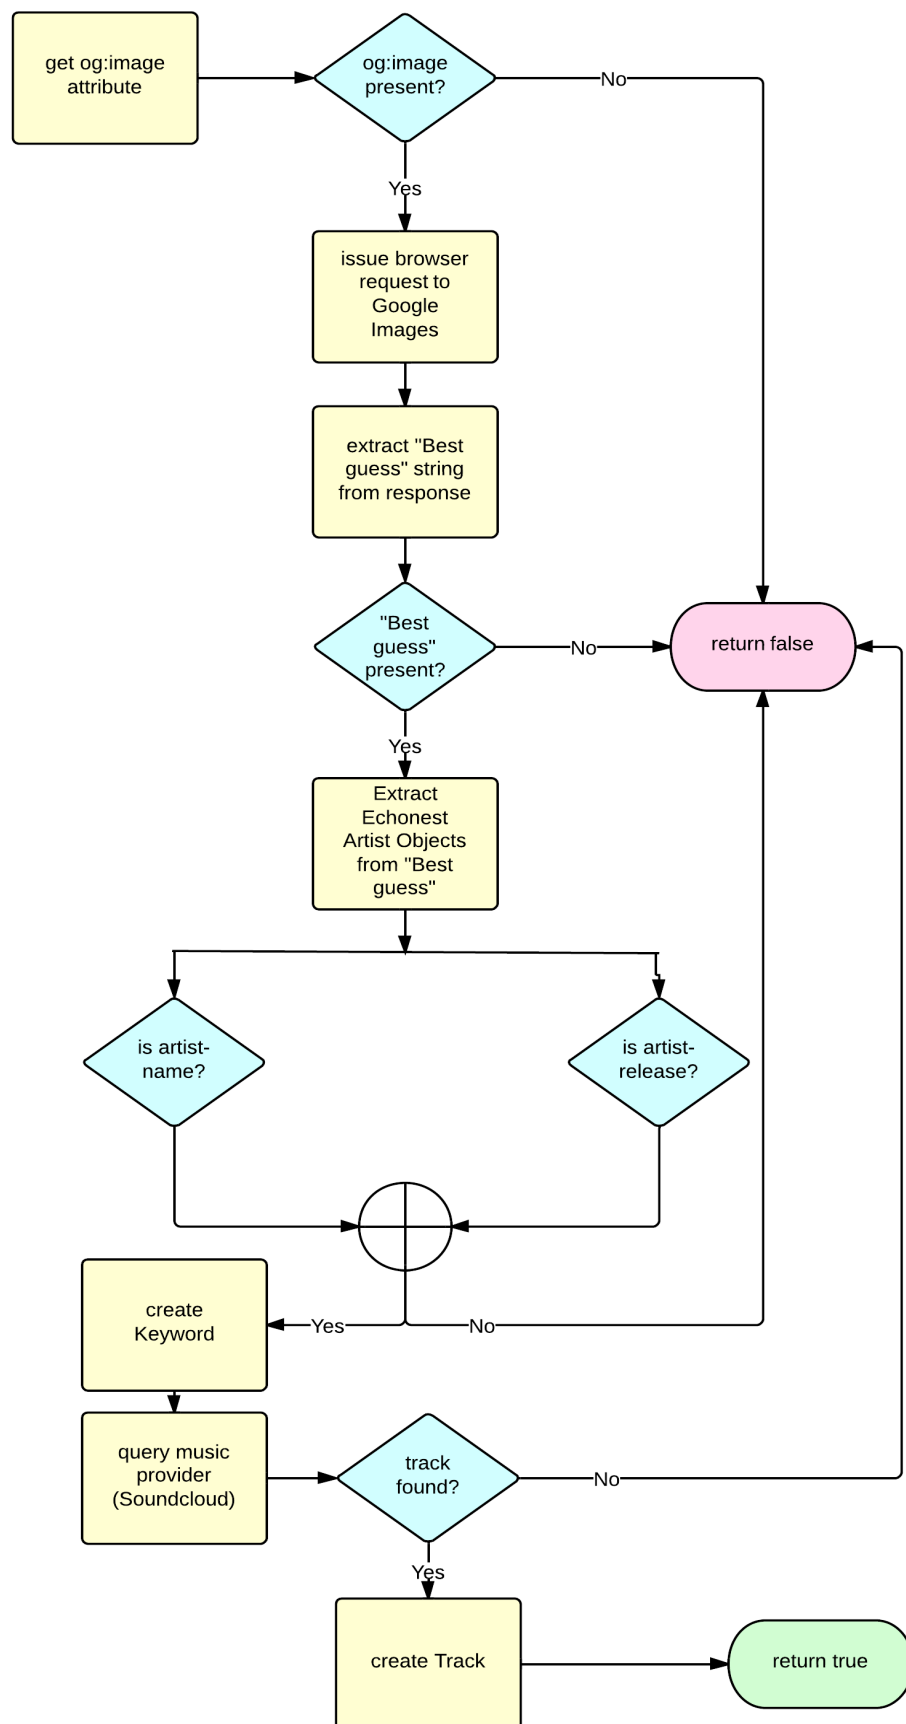 get og:image
attribute
og:image
present?
No
Yes
issue browser
request to
Google
Images
extract "Best
guess" string
from response
"Best
guess"
present?
No
return false
Yes
Extract
Echonest
Artist Objects
from "Best
guess"
is artist-
name?
is artist-
release?
create
Keyword
Yes
No
query music
provider
(Soundcloud)
track
found?
No
Yes
create Track
return true